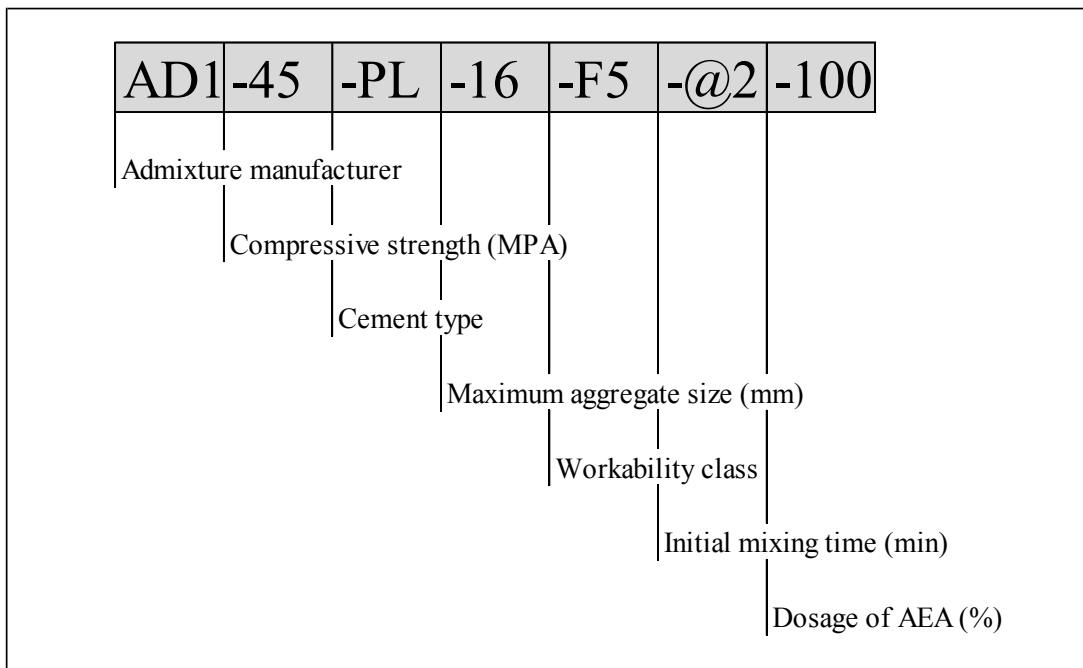 AD1 -45 -PL -16 -F5 -@2 -100
Admixture manufacturer
Compressive strength (MPA)
Cement type
Maximum aggregate size (mm)
Workability class
Initial mixing time (min)
Dosage of AEA (%)